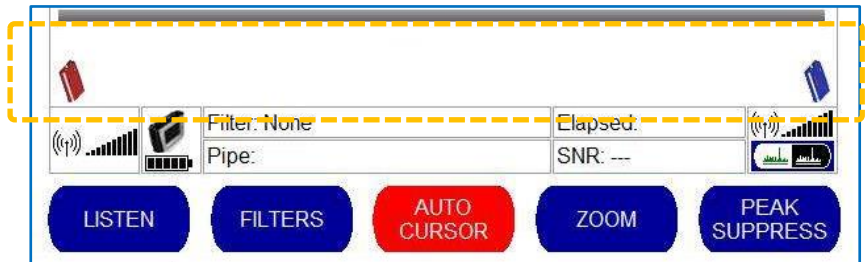 Filter: None
Elapsed:
Pipe:
SNR: ---
LISTEN
FILTERS
AUTO
CURSOR
ZOOM
PEAK
SUPPRESS